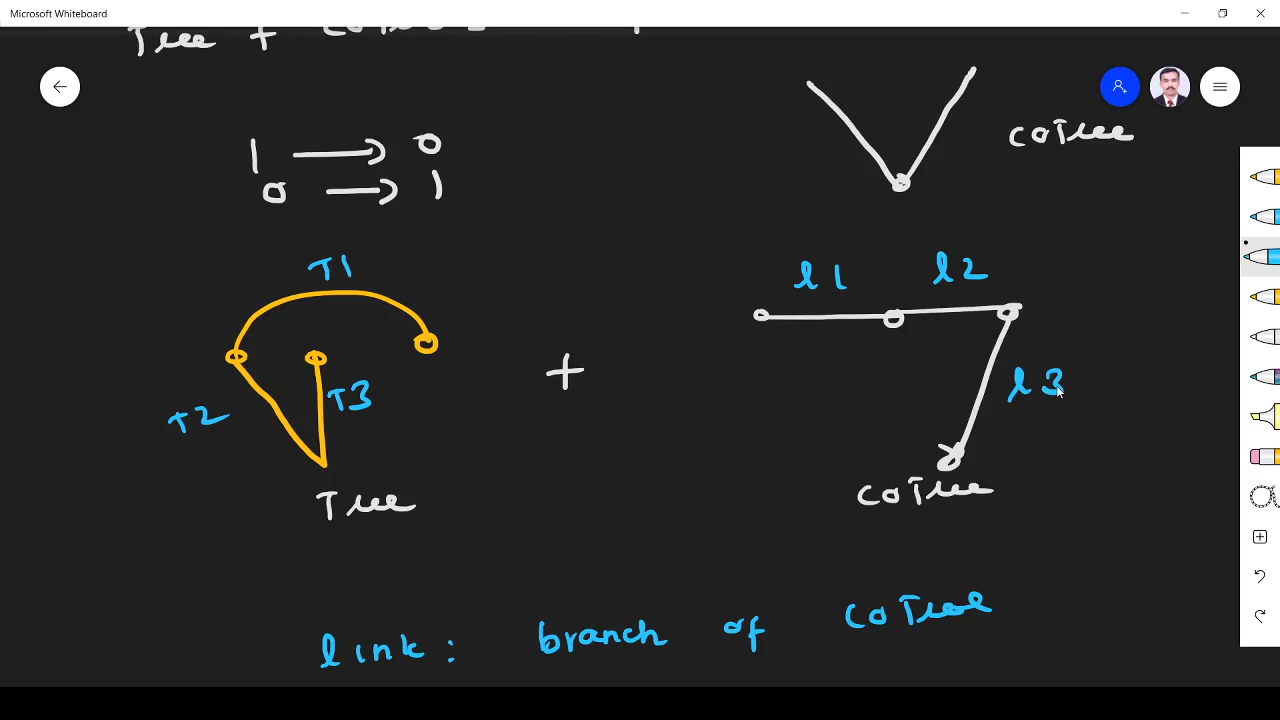 Microsoft Whiteboard
Tree +
coTree
1 → 0
0 → 1
T1
l1
l2
T2
T3
+
l3
Tree
coTree
link: branch of coTree